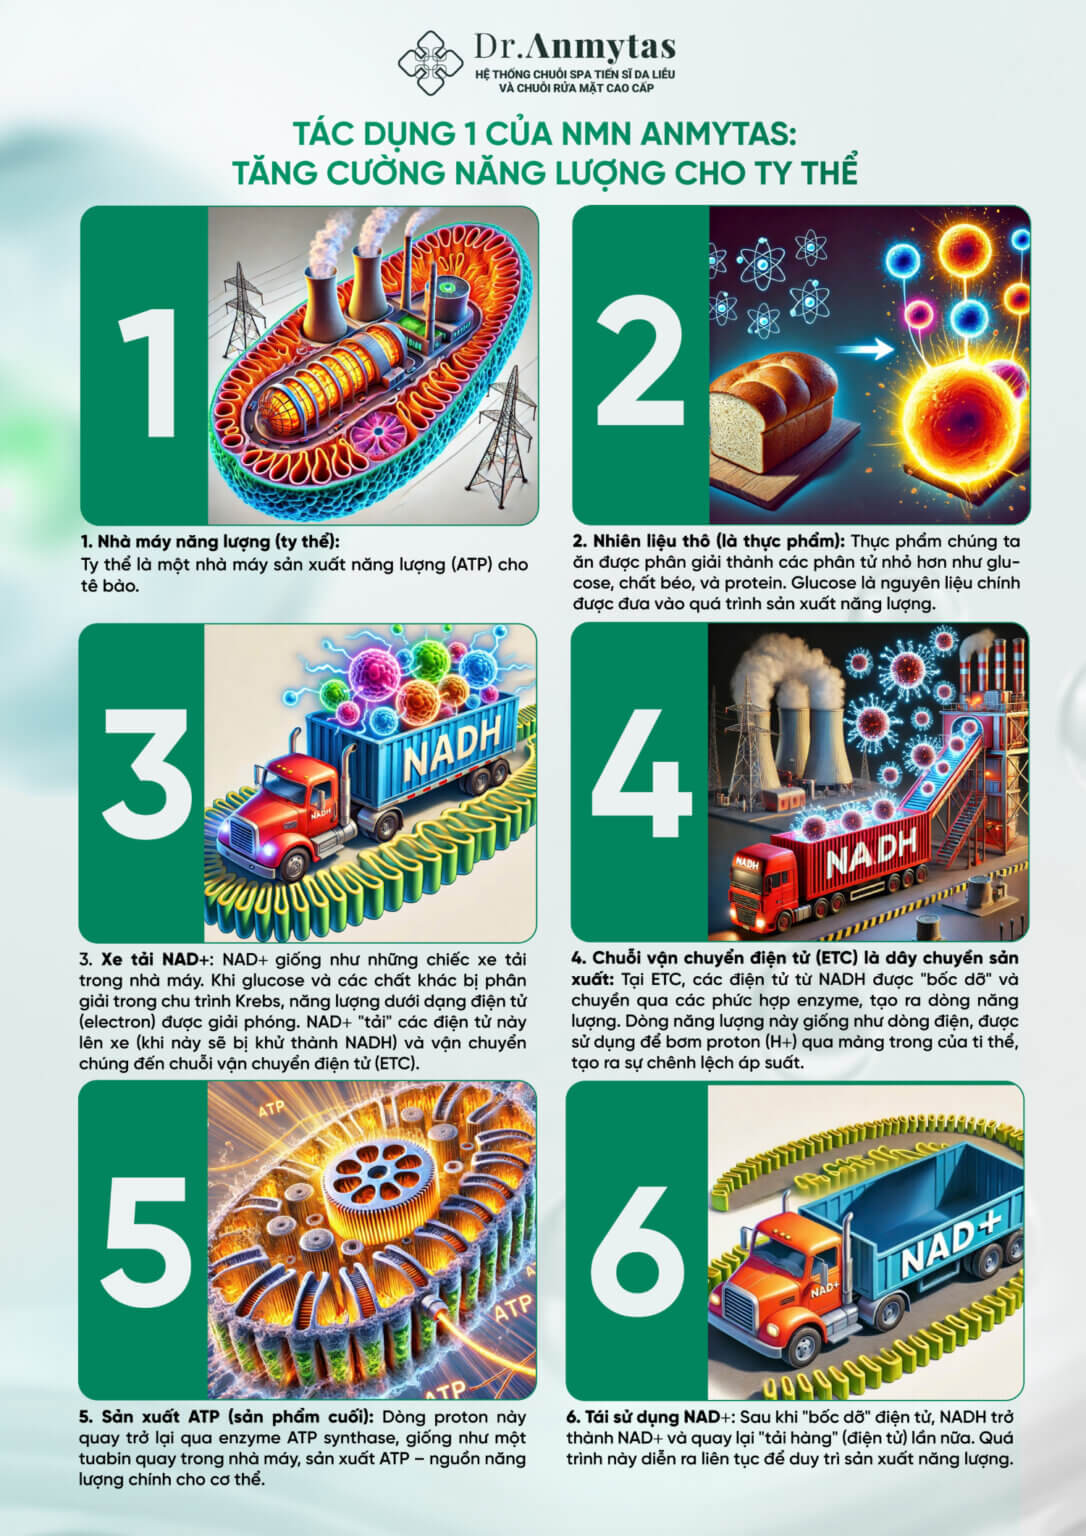 Dr.Anmytas
HỆ THỐNG CHUỖI SPA TIẾN SĨ DA LIỄU
VÀ CHUỖI RỬA MẶT CAO CẤP
TÁC DỤNG 1 CỦA NMN ANMYTAS:
TĂNG CƯỜNG NĂNG LƯỢNG CHO TY THỂ
1
2
1. Nhà máy năng lượng (ty thể):
Ty thể là một nhà máy sản xuất năng lượng (ATP) cho
tê bào.
2. Nhiên liệu thô (là thực phẩm): Thực phẩm chúng ta
ăn được phân giải thành các phân tử nhỏ hơn như glu-
cose, chất béo, và protein. Glucose là nguyên liệu chính
được đưa vào quá trình sản xuất năng lượng.
3
NADH
NADH
4
NADH
NADH
3. Xe tải NAD+: NAD+ giống như những chiếc xe tải
trong nhà máy. Khi glucose và các chất khác bị phân
giải trong chu trình Krebs, năng lượng dưới dạng điện tử
(electron) được giải phóng. NAD+ "tải" các điện tử này
lên xe (khi này sẽ bị khử thành NADH) và vận chuyển
chúng đến chuỗi vận chuyển điện tử (ETC).
4. Chuỗi vận chuyển điện tử (ETC) là dây chuyền sản
xuất: Tại ETC, các điện tử từ NADH được "bốc dỡ" và
chuyển qua các phức hợp enzyme, tạo ra dòng năng
lượng. Dòng năng lượng này giống như dòng điện, được
sử dụng để bơm proton (H+) qua màng trong của ti thể,
tạo ra sự chênh lệch áp suất.
5
ATP
ATP
ATP
6
NAD+
NAD+
5. Sản xuất ATP (sản phẩm cuối): Dòng proton này
quay trở lại qua enzyme ATP synthase, giống như một
tuabin quay trong nhà máy, sản xuất ATP – nguồn năng
lượng chính cho cơ thể.
6. Tái sử dụng NAD+: Sau khi "bốc dỡ" điện tử, NADH trở
thành NAD+ và quay lại "tải hàng" (điện tử) lần nữa. Quá
trình này diễn ra liên tục để duy trì sản xuất năng lượng.